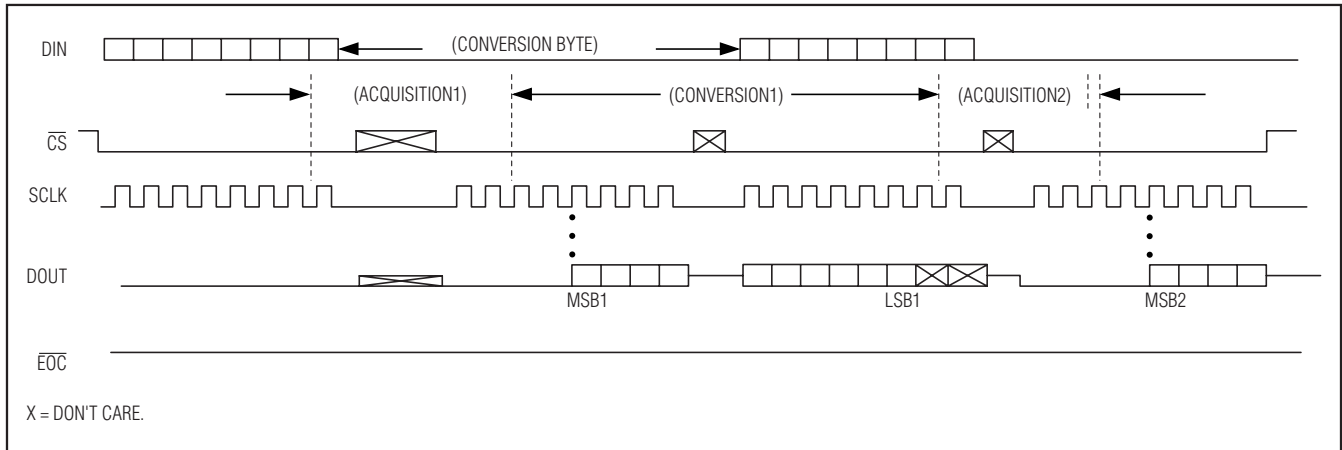 DIN
(CONVERSION BYTE)
(ACQUISITION1) (CONVERSION1) (ACQUISITION2)
CS
SCLK
DOUT
MSB1 LSB1 MSB2
EOC
X = DON'T CARE.